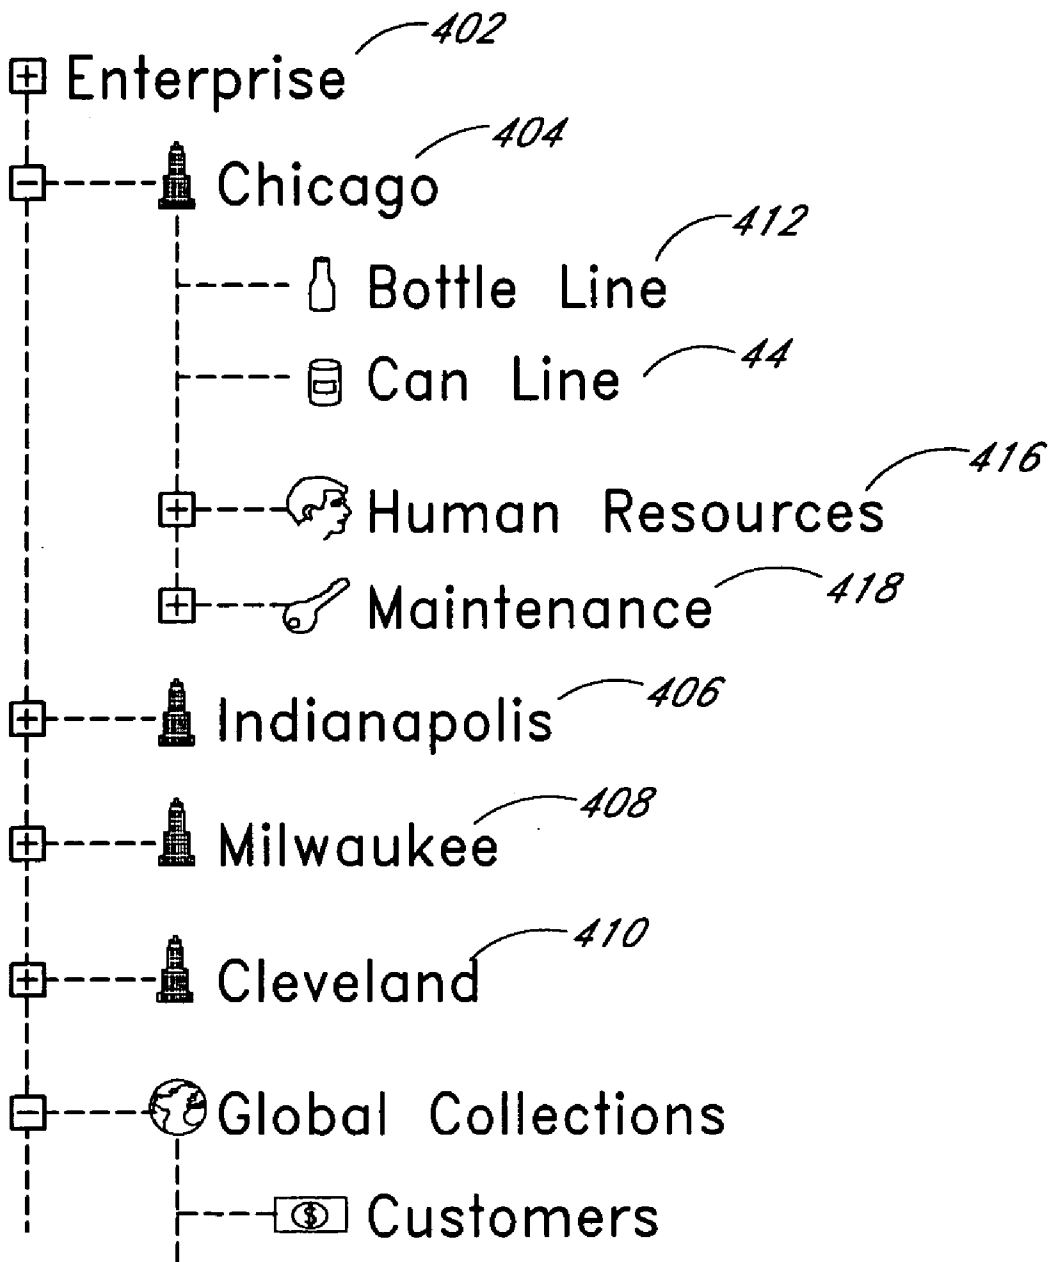 402
Enterprise
404
Chicago
412
Bottle Line
44
Can Line
416
Human Resources
418
Maintenance
406
Indianapolis
408
Milwaukee
410
Cleveland
Global Collections
$ Customers